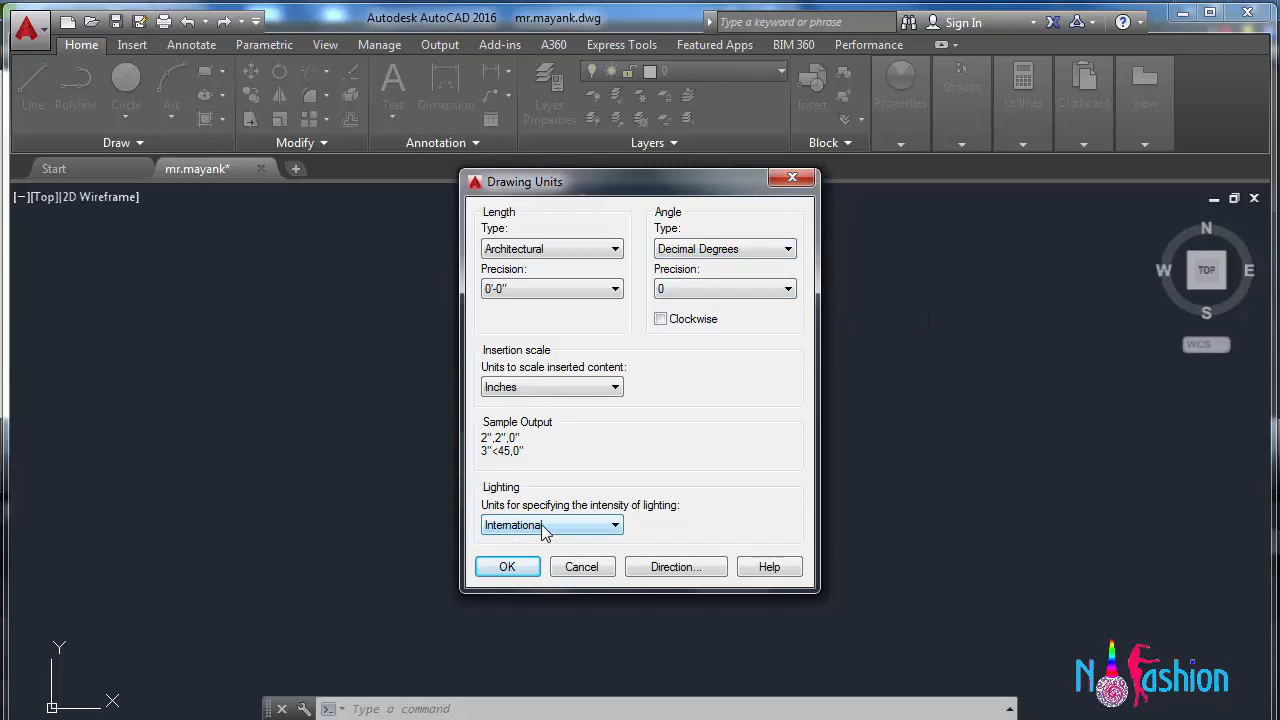 Autodesk AutoCAD 2016 mr.mayank.dwg
Type a keyword or phrase
Sign In
Home Insert Annotate Parametric View Manage Output Add-ins A360 Express Tools Featured Apps BIM 360 Performance
0
Line Polyline Circle Arc Text Dimension Layer Properties Insert Properties Groups Utilities Clipboard View
Draw Modify Annotation Layers Block
Start mr.mayank*
[−][Top][2D Wireframe]
Drawing Units
Length
Type:
Architectural
Precision:
0'-0"
Angle
Type:
Decimal Degrees
Precision:
0
Clockwise
Insertion scale
Units to scale inserted content:
Inches
Sample Output
2",2",0"
3"<45,0"
Lighting
Units for specifying the intensity of lighting:
International
OK Cancel Direction... Help
N
W TOP E
S
WCS
Y
X
Type a command
N Fashion